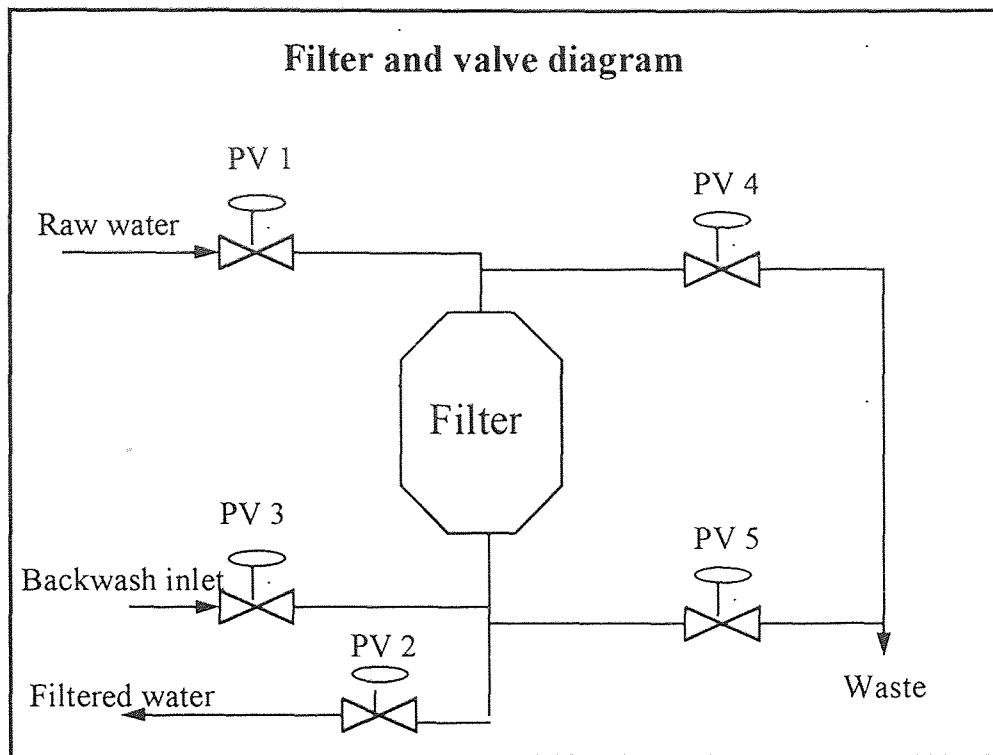 Filter and valve diagram
PV 1
PV 4
Raw water
Filter
PV 3
PV 5
Backwash inlet
PV 2
Filtered water
Waste